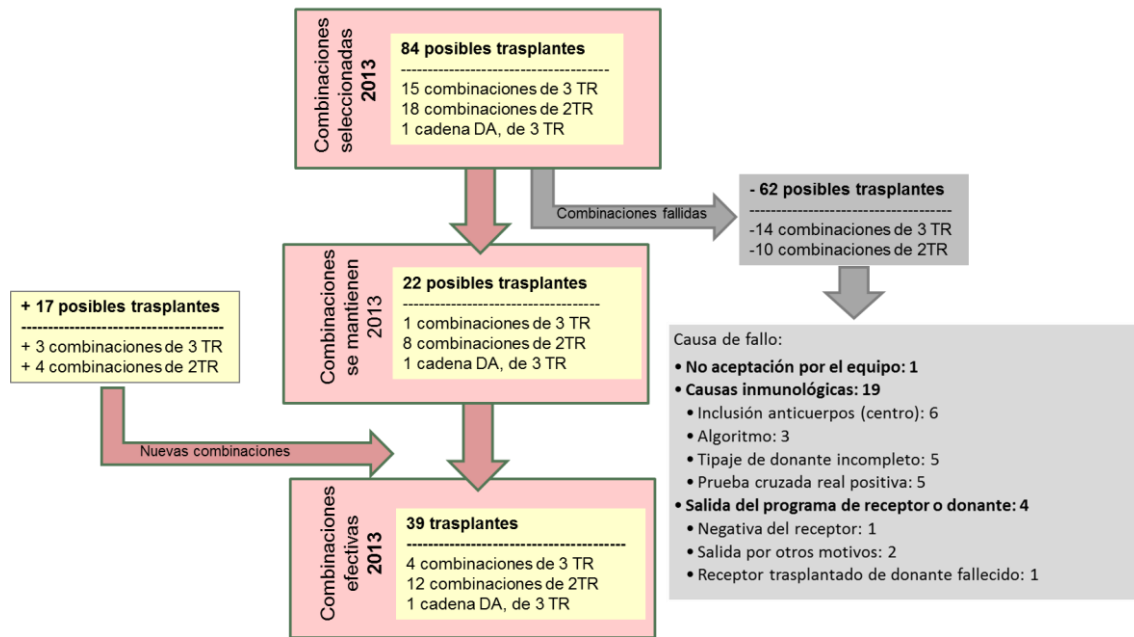 Combinaciones
seleccionadas
2013
84 posibles trasplantes
----------------------------------------
15 combinaciones de 3 TR
18 combinaciones de 2TR
1 cadena DA, de 3 TR
Combinaciones fallidas
- 62 posibles trasplantes
---------------------------------------
-14 combinaciones de 3 TR
-10 combinaciones de 2TR
Combinaciones
se mantienen
2013
22 posibles trasplantes
--------------------------------------
1 combinaciones de 3 TR
8 combinaciones de 2TR
1 cadena DA, de 3 TR
+ 17 posibles trasplantes
---------------------------------------
+ 3 combinaciones de 3 TR
+ 4 combinaciones de 2TR
Nuevas combinaciones
Causa de fallo:
• No aceptación por el equipo: 1
• Causas inmunológicas: 19
• Inclusión anticuerpos (centro): 6
• Algoritmo: 3
• Tipaje de donante incompleto: 5
• Prueba cruzada real positiva: 5
• Salida del programa de receptor o donante: 4
• Negativa del receptor: 1
• Salida por otros motivos: 2
• Receptor trasplantado de donante fallecido: 1
Combinaciones
efectivas
2013
39 trasplantes
-------------------------------------------
4 combinaciones de 3 TR
12 combinaciones de 2TR
1 cadena DA, de 3 TR